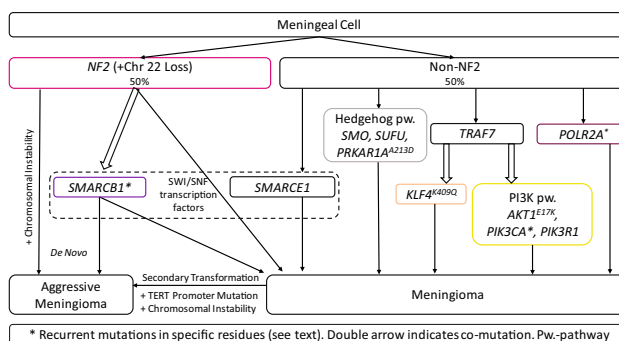 Meningeal Cell
NF2 (+Chr 22 Loss)
50%
Non-NF2
50%
+ Chromosomal Instability
Hedgehog pw.
SMO, SUFU,
PRKAR1A^A213D
TRAF7
POLR2A*
SMARCB1*
SWI/SNF
transcription
factors
SMARCE1
KLF4^K409Q
PI3K pw.
AKT1^E17K,
PIK3CA*, PIK3R1
De Novo
Aggressive
Meningioma
Secondary Transformation
+ TERT Promoter Mutation
+ Chromosomal Instability
Meningioma
* Recurrent mutations in specific residues (see text). Double arrow indicates co-mutation. Pw.-pathway